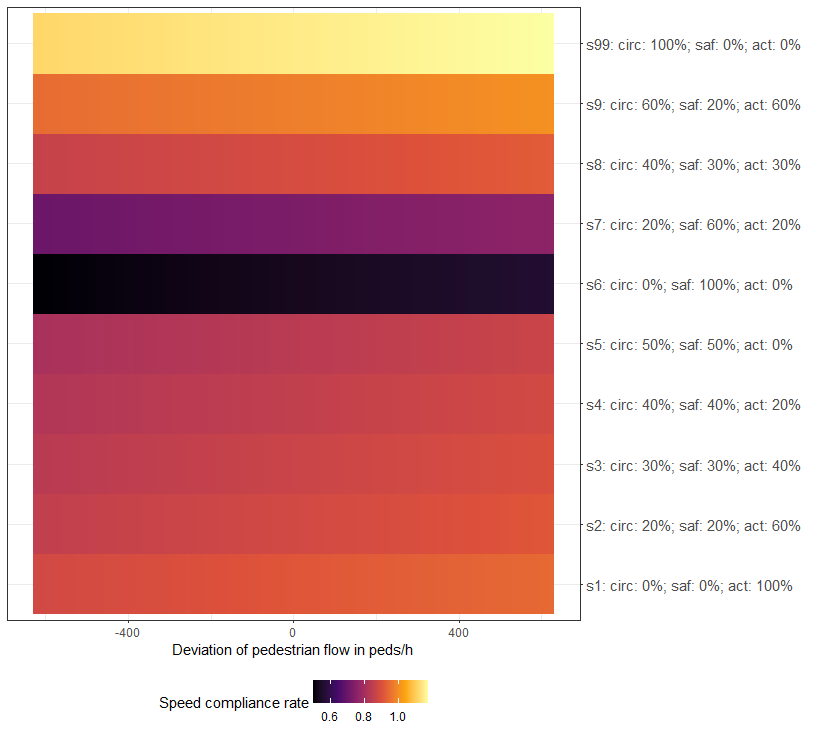 s99: circ: 100%; saf: 0%; act: 0%
s9: circ: 60%; saf: 20%; act: 60%
s8: circ: 40%; saf: 30%; act: 30%
s7: circ: 20%; saf: 60%; act: 20%
s6: circ: 0%; saf: 100%; act: 0%
s5: circ: 50%; saf: 50%; act: 0%
s4: circ: 40%; saf: 40%; act: 20%
s3: circ: 30%; saf: 30%; act: 40%
s2: circ: 20%; saf: 20%; act: 60%
s1: circ: 0%; saf: 0%; act: 100%
-400 0 400
Deviation of pedestrian flow in peds/h
Speed compliance rate
0.6 0.8 1.0